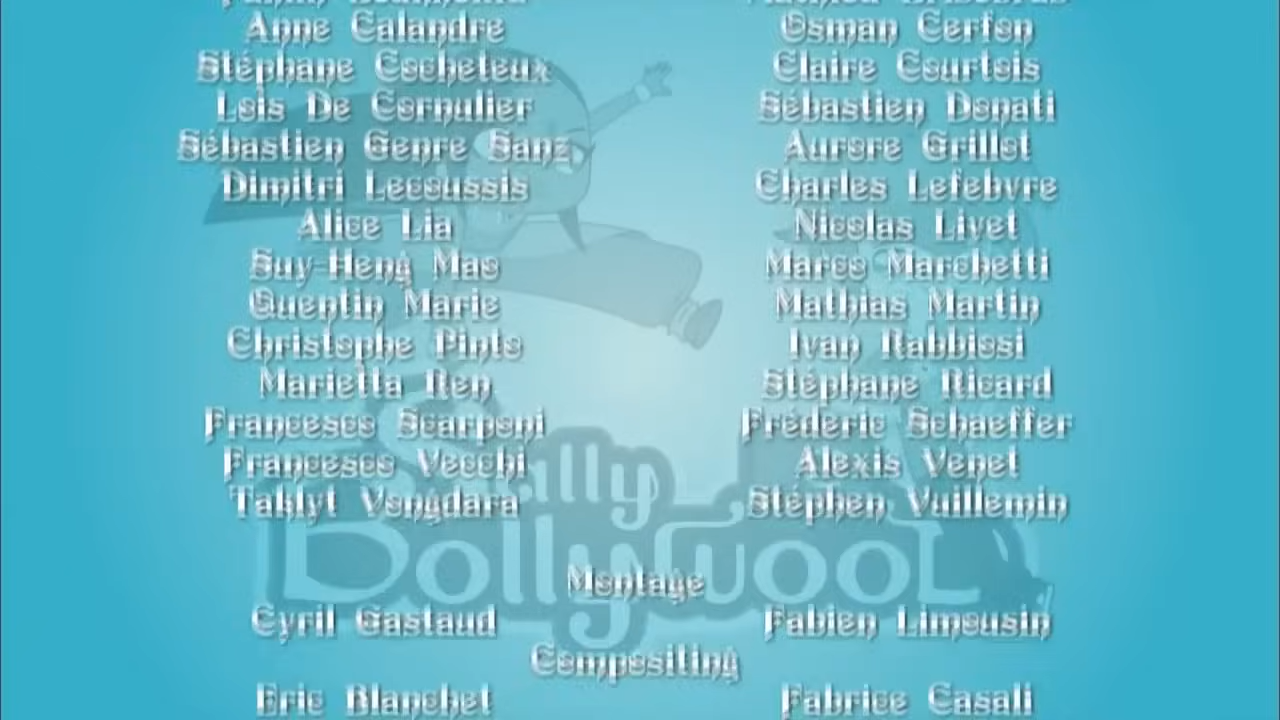 Anne Calandre Osman Cerfon
Stéphane Cocheteux Claire Courtois
Loïs De Cornulier Sébastien Donati
Sébastien Genre Sanz Aurore Grillot
Dimitri Lecoussis Charles Lefebvre
Alice Lia Nicolas Livet
Suy-Heng Mao Marco Marchetti
Quentin Marie Mathias Martin
Christophe Pinto Ivan Rabbiosi
Marietta Ren Stéphane Ricard
Francesco Scarponi Fréderic Schaeffer
Francesco Vecchi Alexis Venet
Taklyt Vongdara Stéphen Vuillemin
Silly
Bollywood
Montage
Cyril Gastaud Fabien Limousin
Compositing
Eric Blanchet Fabrice Casali